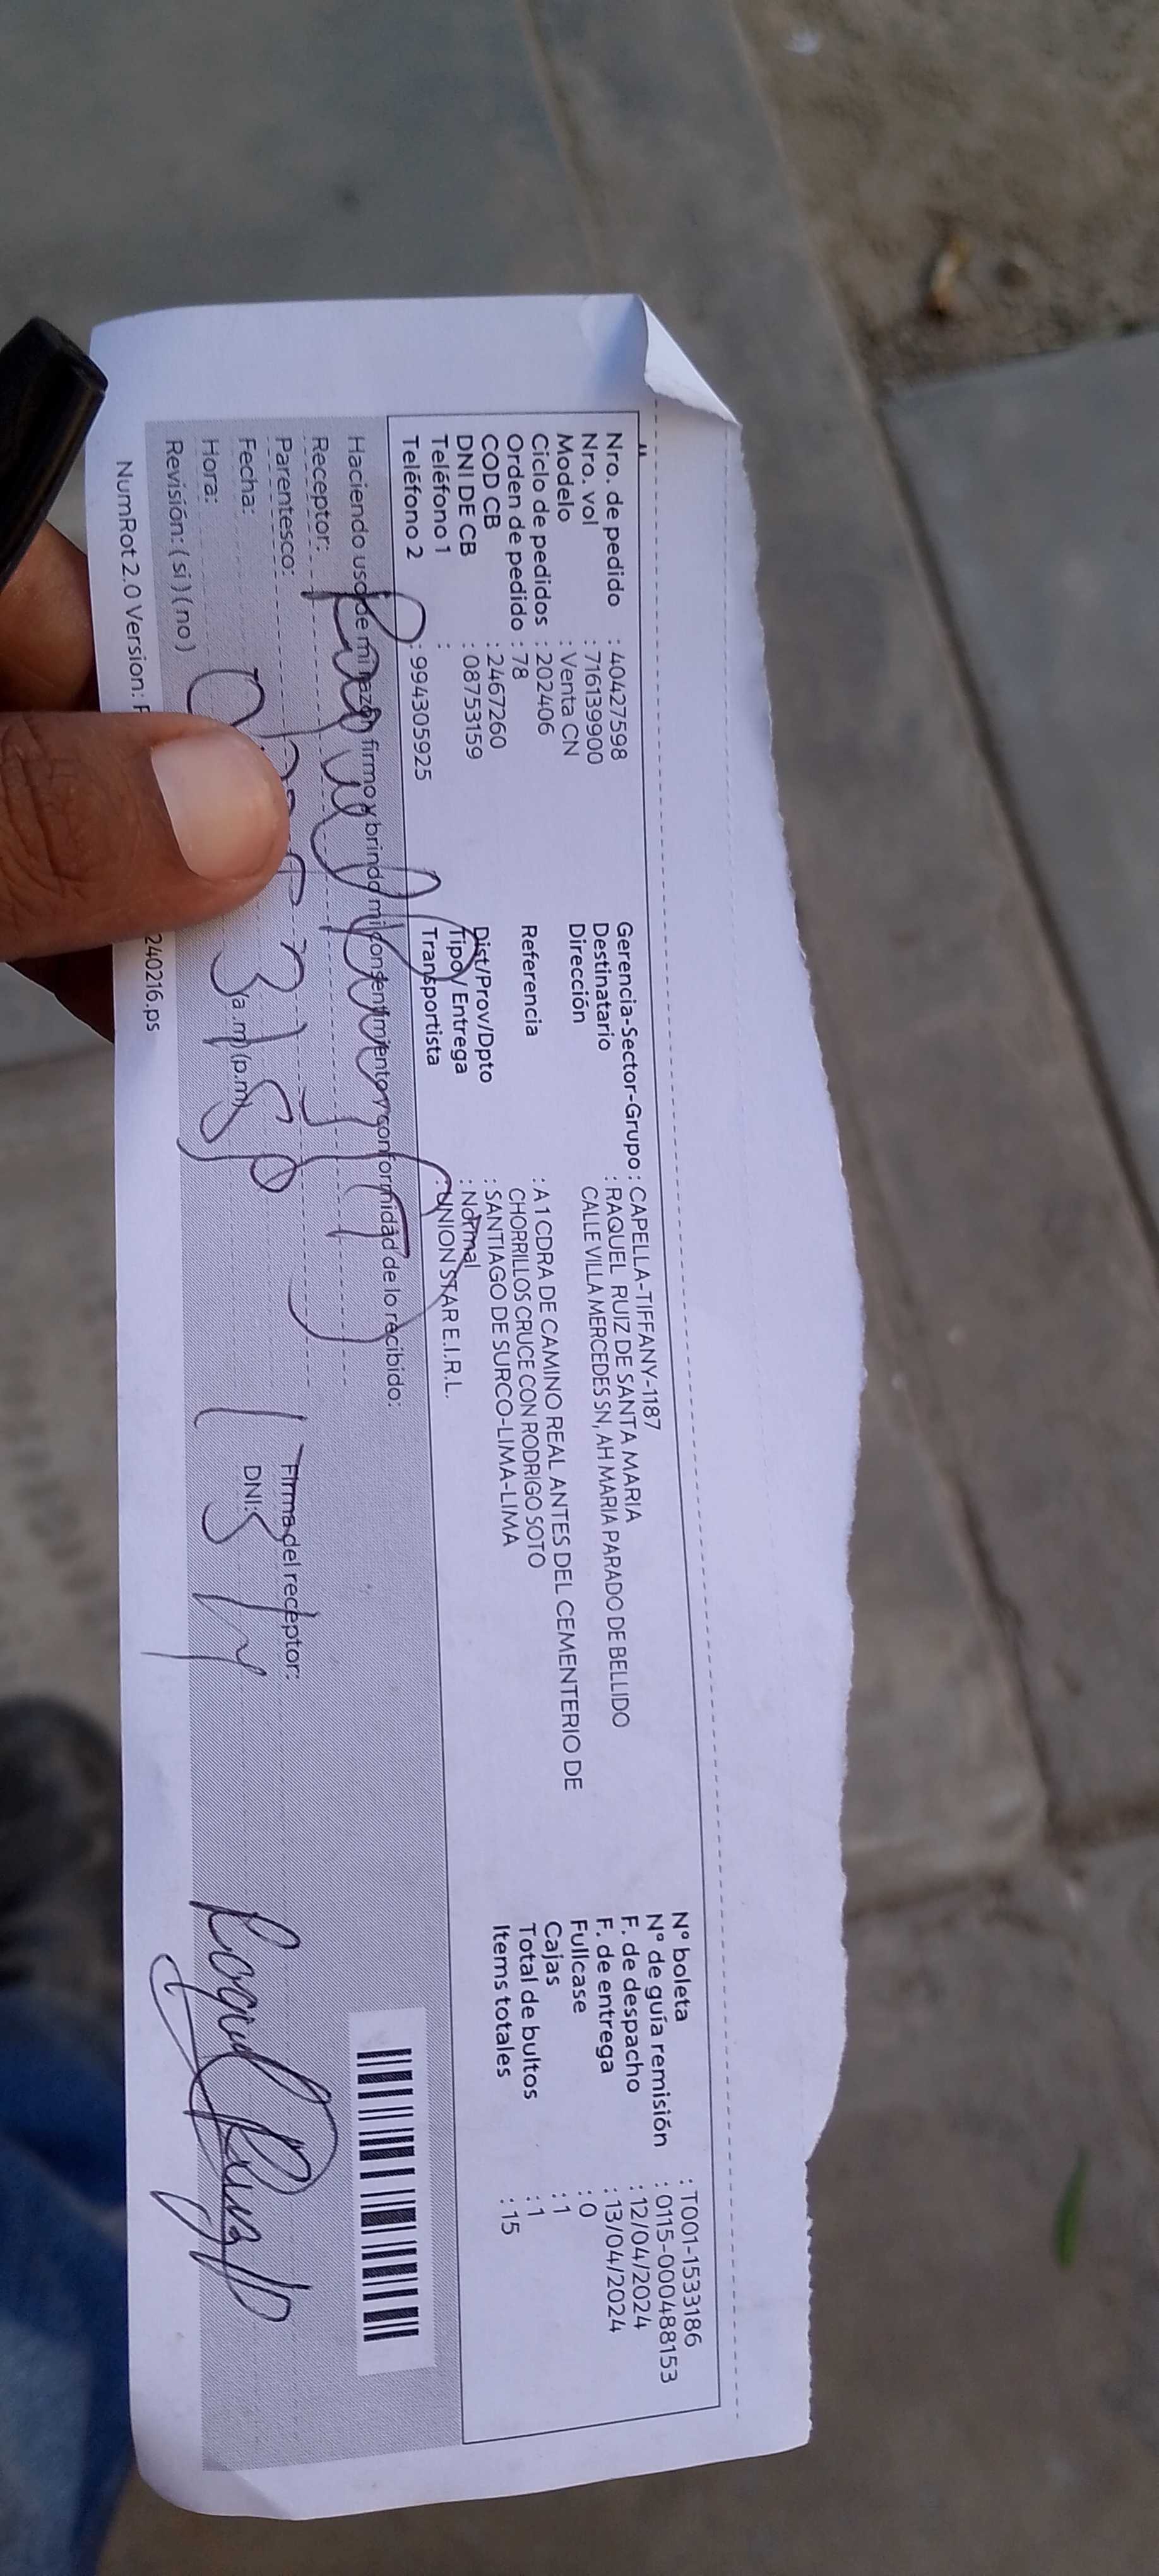 Nro. de pedido : 40427598
Nro. vol : 716139900
Modelo : Venta CN
Ciclo de pedidos : 202406
Orden de pedido : 78
COD CB : 2467260
DNI DE CB : 08753159
Teléfono 1 :
Teléfono 2 : 994305925
Gerencia-Sector-Grupo : CAPELLA-TIFFANY-1187
Destinatario : RAQUEL RUIZ DE SANTA MARIA
Dirección CALLE VILLA MERCEDES SN, AH MARIA PARADO DE BELLIDO
Referencia : A 1 CDRA DE CAMINO REAL ANTES DEL CEMENTERIO DE
CHORRILLOS CRUCE CON RODRIGO SOTO
Dist/Prov/Dpto : SANTIAGO DE SURCO-LIMA-LIMA
Tipo / Entrega : Normal
Transportista : UNION STAR E.I.R.L.
N° boleta : T001-1533186
N° de guía remisión : 0115-000488153
F. de despacho : 12/04/2024
F. de entrega : 13/04/2024
Fullcase : 0
Cajas : 1
Total de bultos : 1
Items totales : 15
Haciendo uso de mi razón firmo y brindo mi consentimiento y conformidad de lo recibido:
Receptor:
Parentesco:
Fecha:
Hora: (a.m) (p.m)
Revisión: ( si ) ( no )
Firma del receptor:
DNI:
Raquel Ruiz
NumRot 2.0 Version: 240216.ps